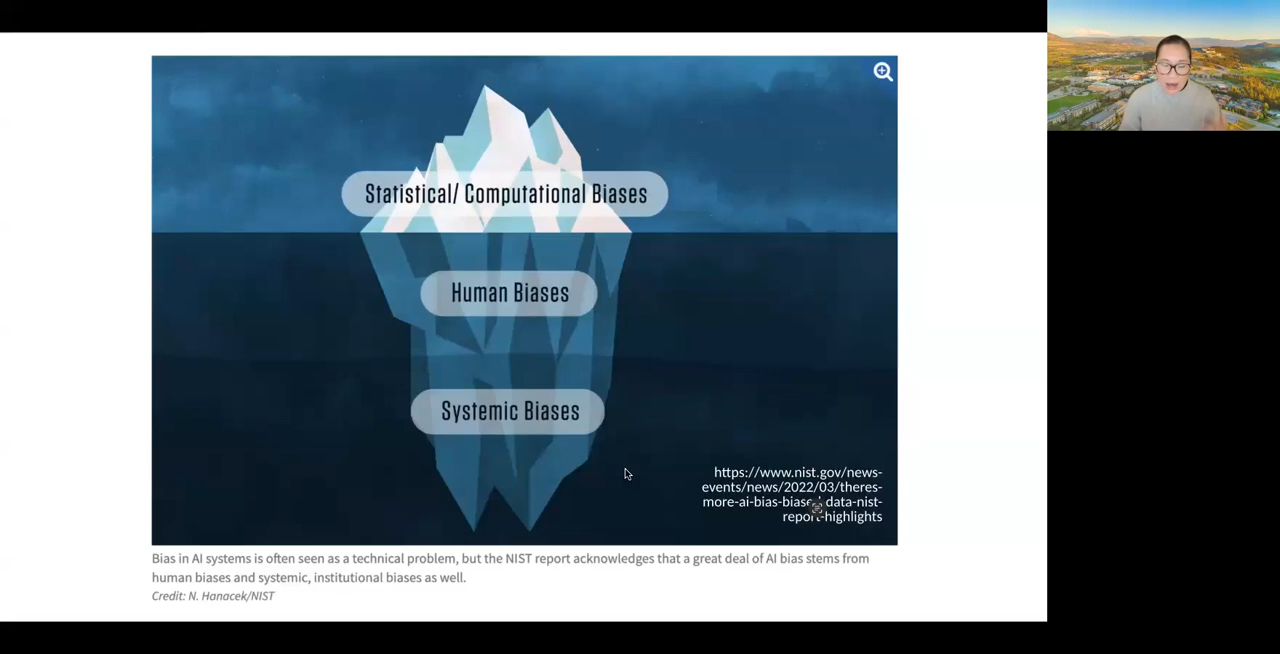 Statistical/ Computational Biases
Human Biases
Systemic Biases
https://www.nist.gov/news-
events/news/2022/03/theres-
more-ai-bias-biased data-nist-
report-highlights
Bias in AI systems is often seen as a technical problem, but the NIST report acknowledges that a great deal of AI bias stems from
human biases and systemic, institutional biases as well.
Credit: N. Hanacek/NIST